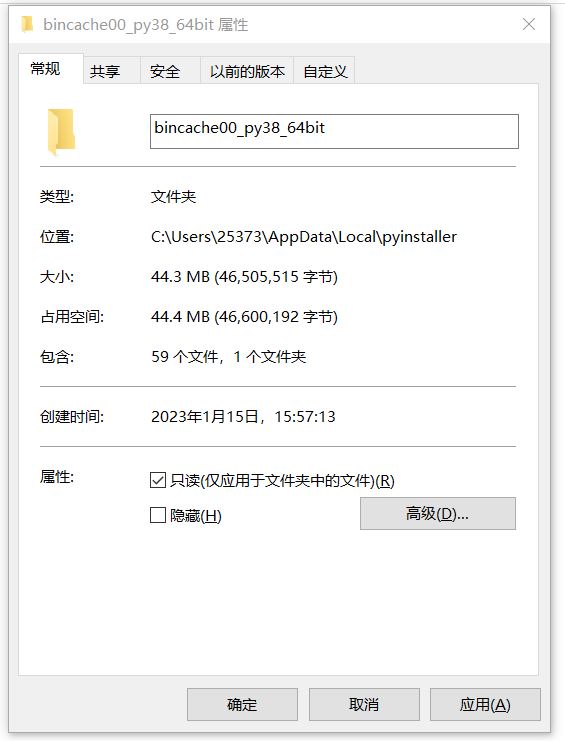 bincache00_py38_64bit 属性
常规 共享 安全 以前的版本 自定义
bincache00_py38_64bit
类型: 文件夹
位置: C:\Users\25373\AppData\Local\pyinstaller
大小: 44.3 MB (46,505,515 字节)
占用空间: 44.4 MB (46,600,192 字节)
包含: 59 个文件，1 个文件夹
创建时间: 2023年1月15日，15:57:13
属性: 只读(仅应用于文件夹中的文件)(R)
隐藏(H) 高级(D)...
确定 取消 应用(A)